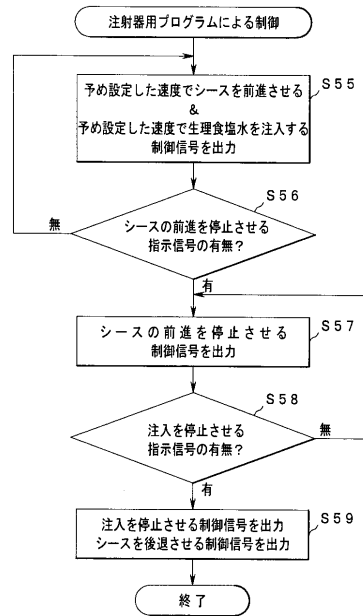 注射器用プログラムによる制御
S55
予め設定した速度でシースを前進させる
&
予め設定した速度で生理食塩水を注入する
制御信号を出力
S56
シースの前進を停止させる
指示信号の有無?
無
有
S57
シースの前進を停止させる
制御信号を出力
S58
注入を停止させる
指示信号の有無?
無
有
S59
注入を停止させる制御信号を出力
シースを後退させる制御信号を出力
終了